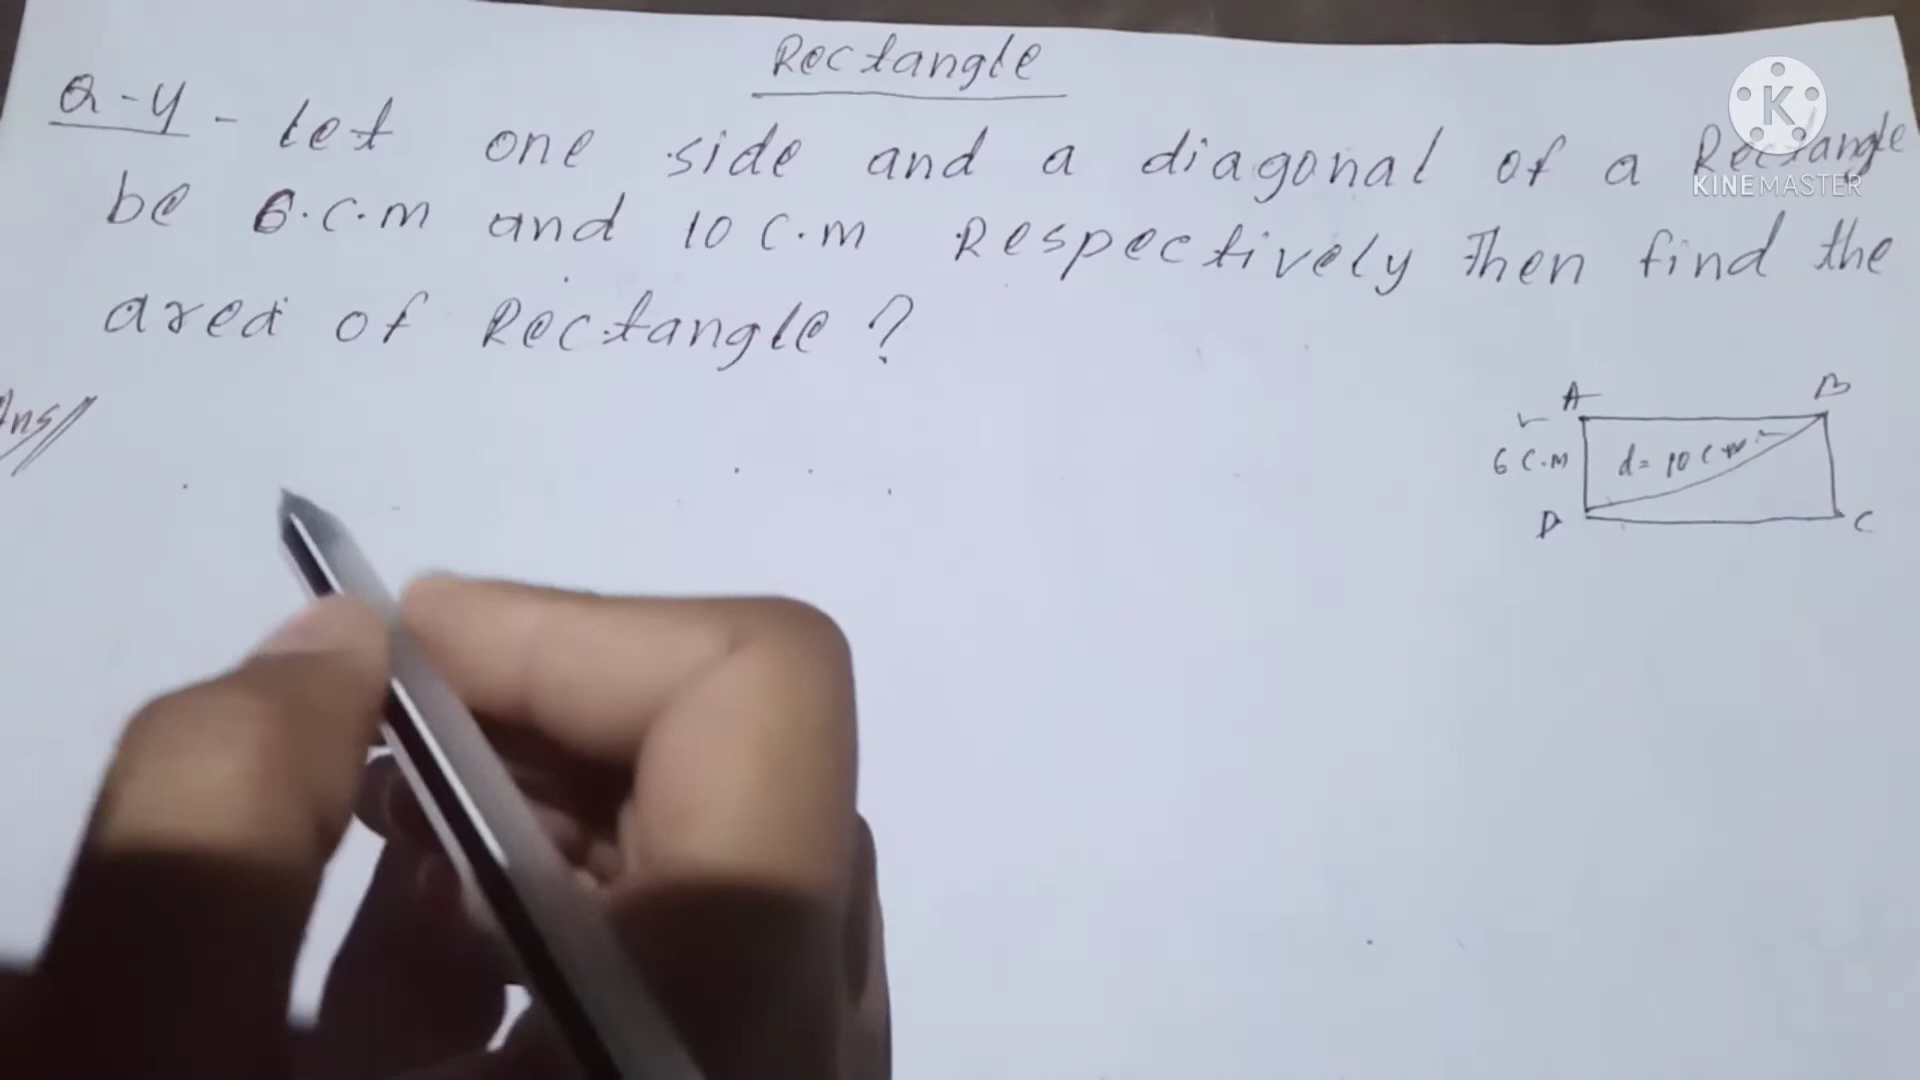 Rectangle
Q-4- Let one side and a diagonal of a Rectangle
be 6.C.m and 10 C.m Respectively Then find the
area of Rectangle ?
Ans//
A B
6 C.M d= 10 C.m
D C
K
KINEMASTER